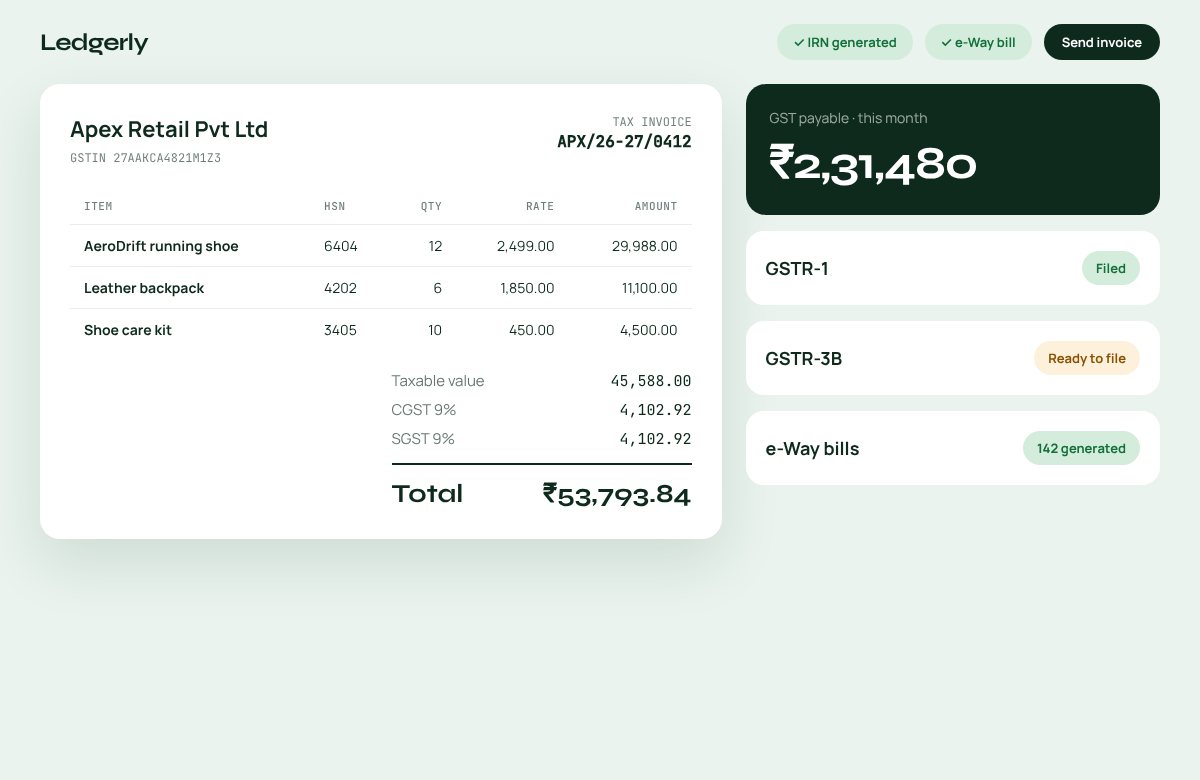 Ledgerly
✓ IRN generated
✓ e-Way bill
Send invoice
Apex Retail Pvt Ltd
GSTIN 27AAKCA4821M1Z3
TAX INVOICE
APX/26-27/0412
ITEM HSN QTY RATE AMOUNT
AeroDrift running shoe 6404 12 2,499.00 29,988.00
Leather backpack 4202 6 1,850.00 11,100.00
Shoe care kit 3405 10 450.00 4,500.00
Taxable value 45,588.00
CGST 9% 4,102.92
SGST 9% 4,102.92
Total ₹53,793.84
GST payable · this month
₹2,31,480
GSTR-1 Filed
GSTR-3B Ready to file
e-Way bills 142 generated